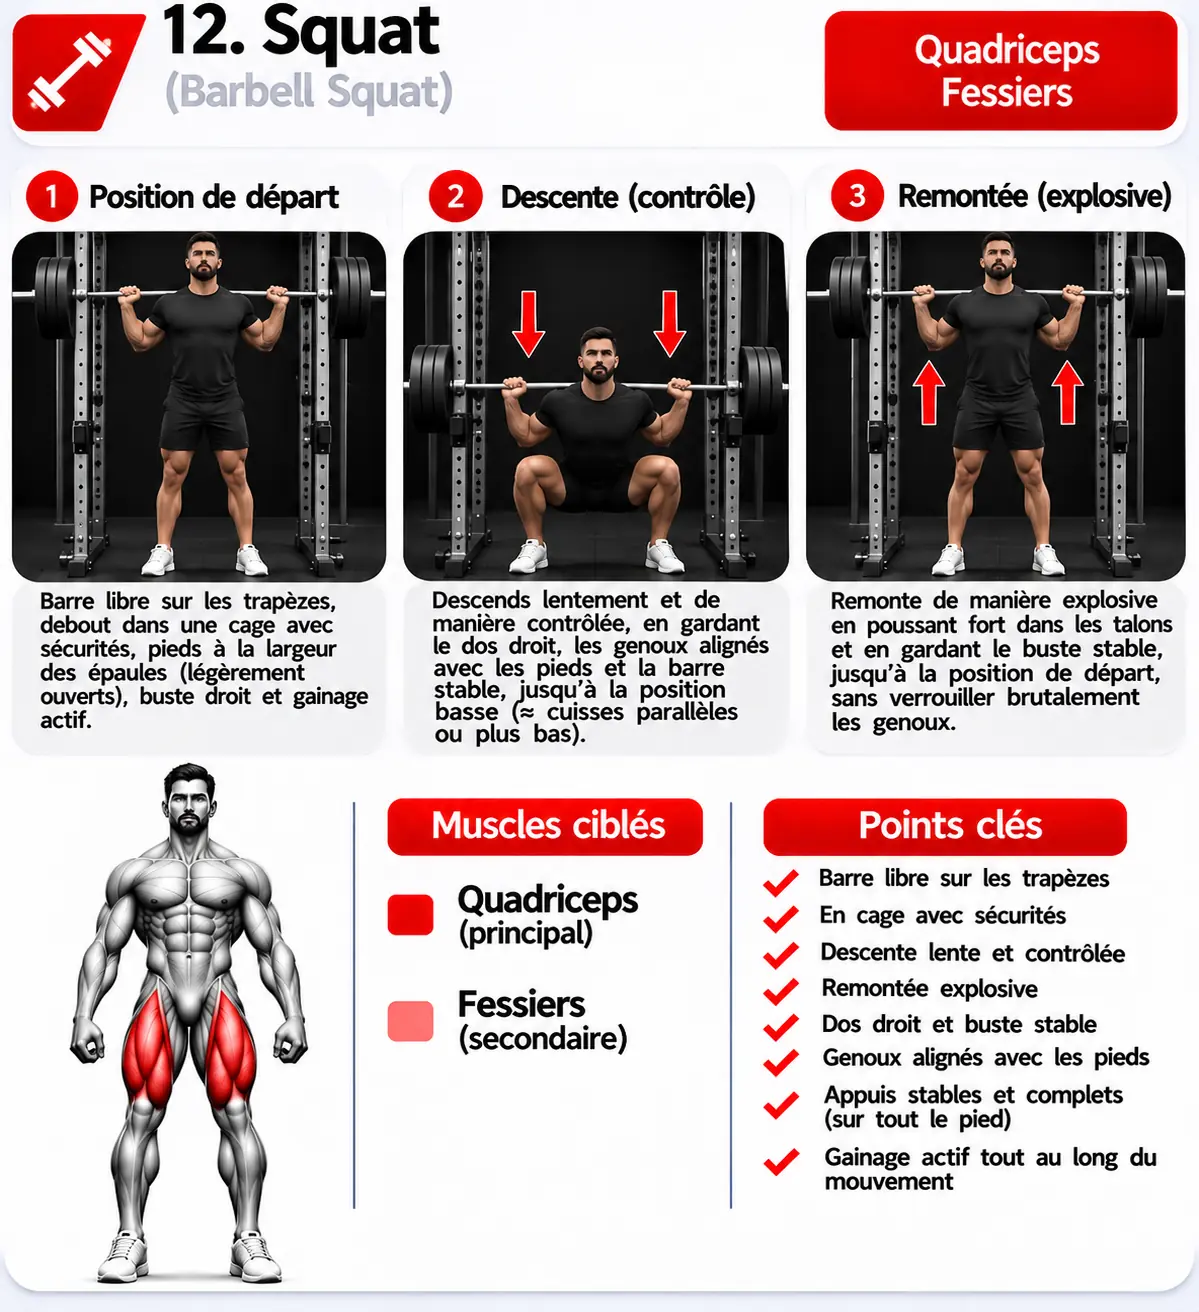 12. Squat
(Barbell Squat)
Quadriceps
Fessiers
1 Position de départ
Barre libre sur les trapèzes,
debout dans une cage avec
sécurités, pieds à la largeur
des épaules (légèrement
ouverts), buste droit et gainage
actif.
2 Descente (contrôle)
Descends lentement et de
manière contrôlée, en gardant
le dos droit, les genoux alignés
avec les pieds et la barre
stable, jusqu'à la position
basse (≈ cuisses parallèles
ou plus bas).
3 Remontée (explosive)
Remonte de manière explosive
en poussant fort dans les talons
et en gardant le buste stable,
jusqu'à la position de départ,
sans verrouiller brutalement
les genoux.
Muscles ciblés
Quadriceps
(principal)
Fessiers
(secondaire)
Points clés
Barre libre sur les trapèzes
En cage avec sécurités
Descente lente et contrôlée
Remontée explosive
Dos droit et buste stable
Genoux alignés avec les pieds
Appuis stables et complets
(sur tout le pied)
Gainage actif tout au long du
mouvement